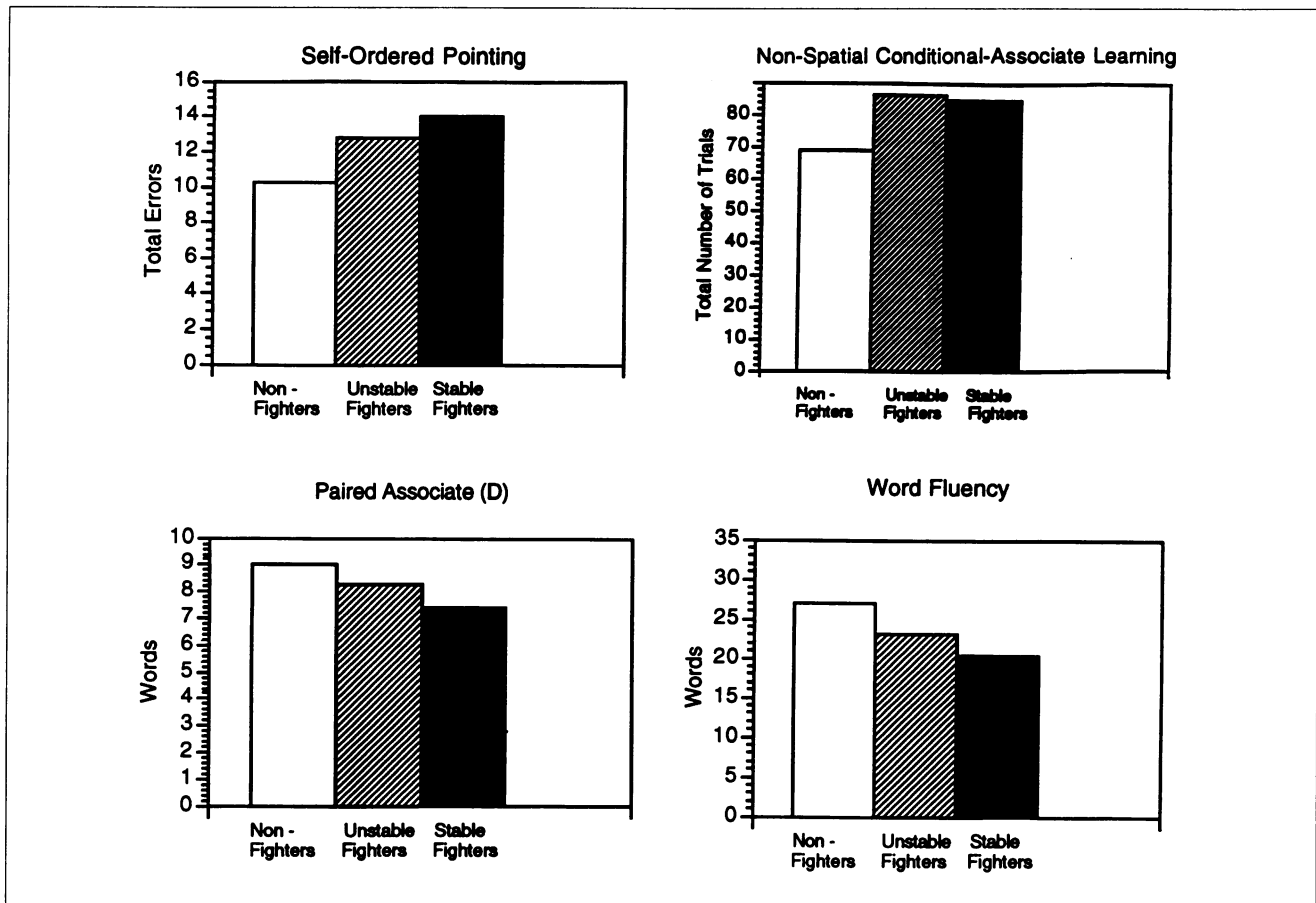 Self-Ordered Pointing
Total Errors
16
14
12
10
8
6
4
2
0
Non - Unstable Stable
Fighters Fighters Fighters
Non-Spatial Conditional-Associate Learning
Total Number of Trials
80
70
60
50
40
30
20
10
0
Non - Unstable Stable
Fighters Fighters Fighters
Paired Associate (D)
Words
10
9
8
7
6
5
4
3
2
1
0
Non - Unstable Stable
Fighters Fighters Fighters
Word Fluency
Words
35
30
25
20
15
10
5
0
Non - Unstable Stable
Fighters Fighters Fighters